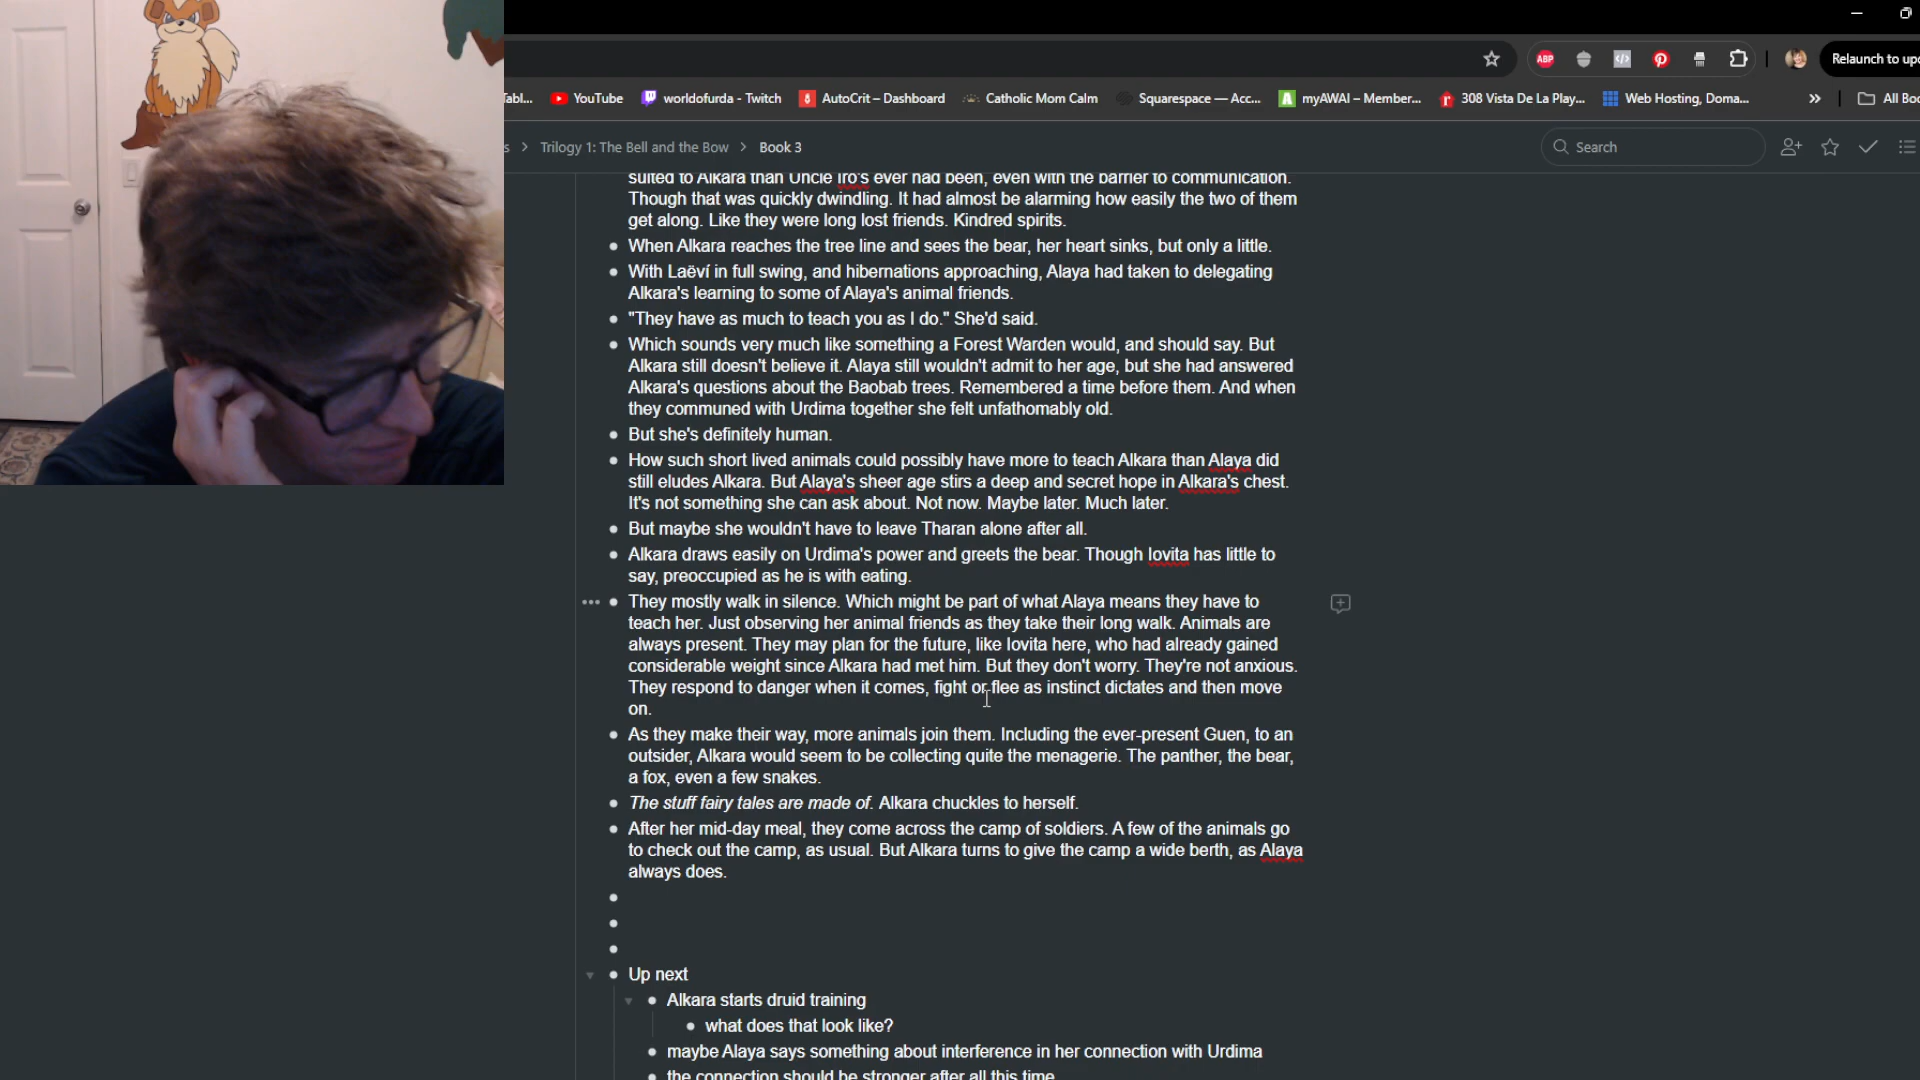 ABP
Relaunch to upd
Tabl...
YouTube
worldofurda - Twitch
AutoCrit – Dashboard
Catholic Mom Calm
Squarespace — Acc...
myAWAI – Member...
308 Vista De La Play...
Web Hosting, Doma...
»
All Boo
s > Trilogy 1: The Bell and the Bow > Book 3
Search
suited to Alkara than Uncle Iro's ever had been, even with the barrier to communication.
Though that was quickly dwindling. It had almost be alarming how easily the two of them
get along. Like they were long lost friends. Kindred spirits.
When Alkara reaches the tree line and sees the bear, her heart sinks, but only a little.
With Laëví in full swing, and hibernations approaching, Alaya had taken to delegating
Alkara's learning to some of Alaya's animal friends.
"They have as much to teach you as I do." She'd said.
Which sounds very much like something a Forest Warden would, and should say. But
Alkara still doesn't believe it. Alaya still wouldn't admit to her age, but she had answered
Alkara's questions about the Baobab trees. Remembered a time before them. And when
they communed with Urdima together she felt unfathomably old.
But she's definitely human.
How such short lived animals could possibly have more to teach Alkara than Alaya did
still eludes Alkara. But Alaya's sheer age stirs a deep and secret hope in Alkara's chest.
It's not something she can ask about. Not now. Maybe later. Much later.
But maybe she wouldn't have to leave Tharan alone after all.
Alkara draws easily on Urdima's power and greets the bear. Though Iovita has little to
say, preoccupied as he is with eating.
They mostly walk in silence. Which might be part of what Alaya means they have to
teach her. Just observing her animal friends as they take their long walk. Animals are
always present. They may plan for the future, like Iovita here, who had already gained
considerable weight since Alkara had met him. But they don't worry. They're not anxious.
They respond to danger when it comes, fight or flee as instinct dictates and then move
on.
As they make their way, more animals join them. Including the ever-present Guen, to an
outsider, Alkara would seem to be collecting quite the menagerie. The panther, the bear,
a fox, even a few snakes.
The stuff fairy tales are made of. Alkara chuckles to herself.
After her mid-day meal, they come across the camp of soldiers. A few of the animals go
to check out the camp, as usual. But Alkara turns to give the camp a wide berth, as Alaya
always does.
Up next
Alkara starts druid training
what does that look like?
maybe Alaya says something about interference in her connection with Urdima
the connection should be stronger after all this time